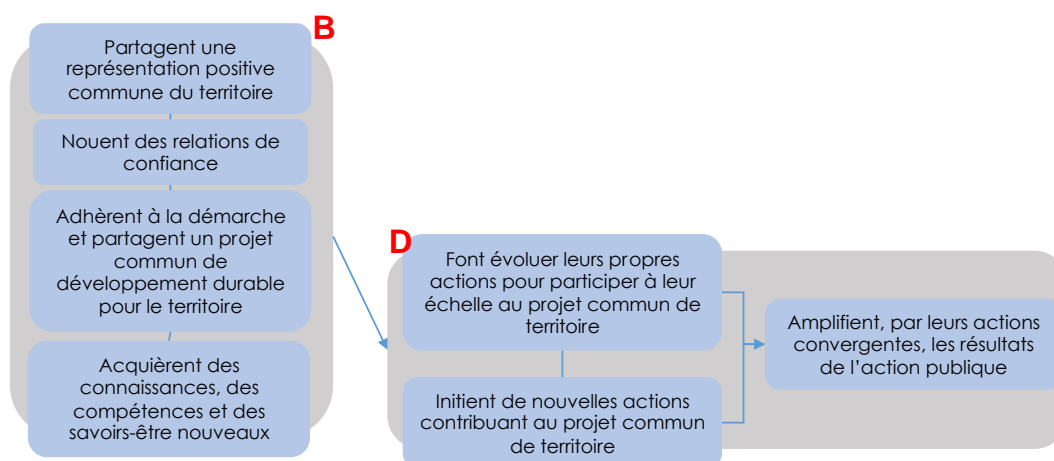 B
Partagent une
représentation positive
commune du territoire
Nouent des relations de
confiance
Adhèrent à la démarche
et partagent un projet
commun de
développement durable
pour le territoire
Acquièrent des
connaissances, des
compétences et des
savoirs-être nouveaux
D
Font évoluer leurs propres
actions pour participer à leur
échelle au projet commun de
territoire
Initient de nouvelles actions
contribuant au projet commun
de territoire
Amplifient, par leurs actions
convergentes, les résultats
de l'action publique